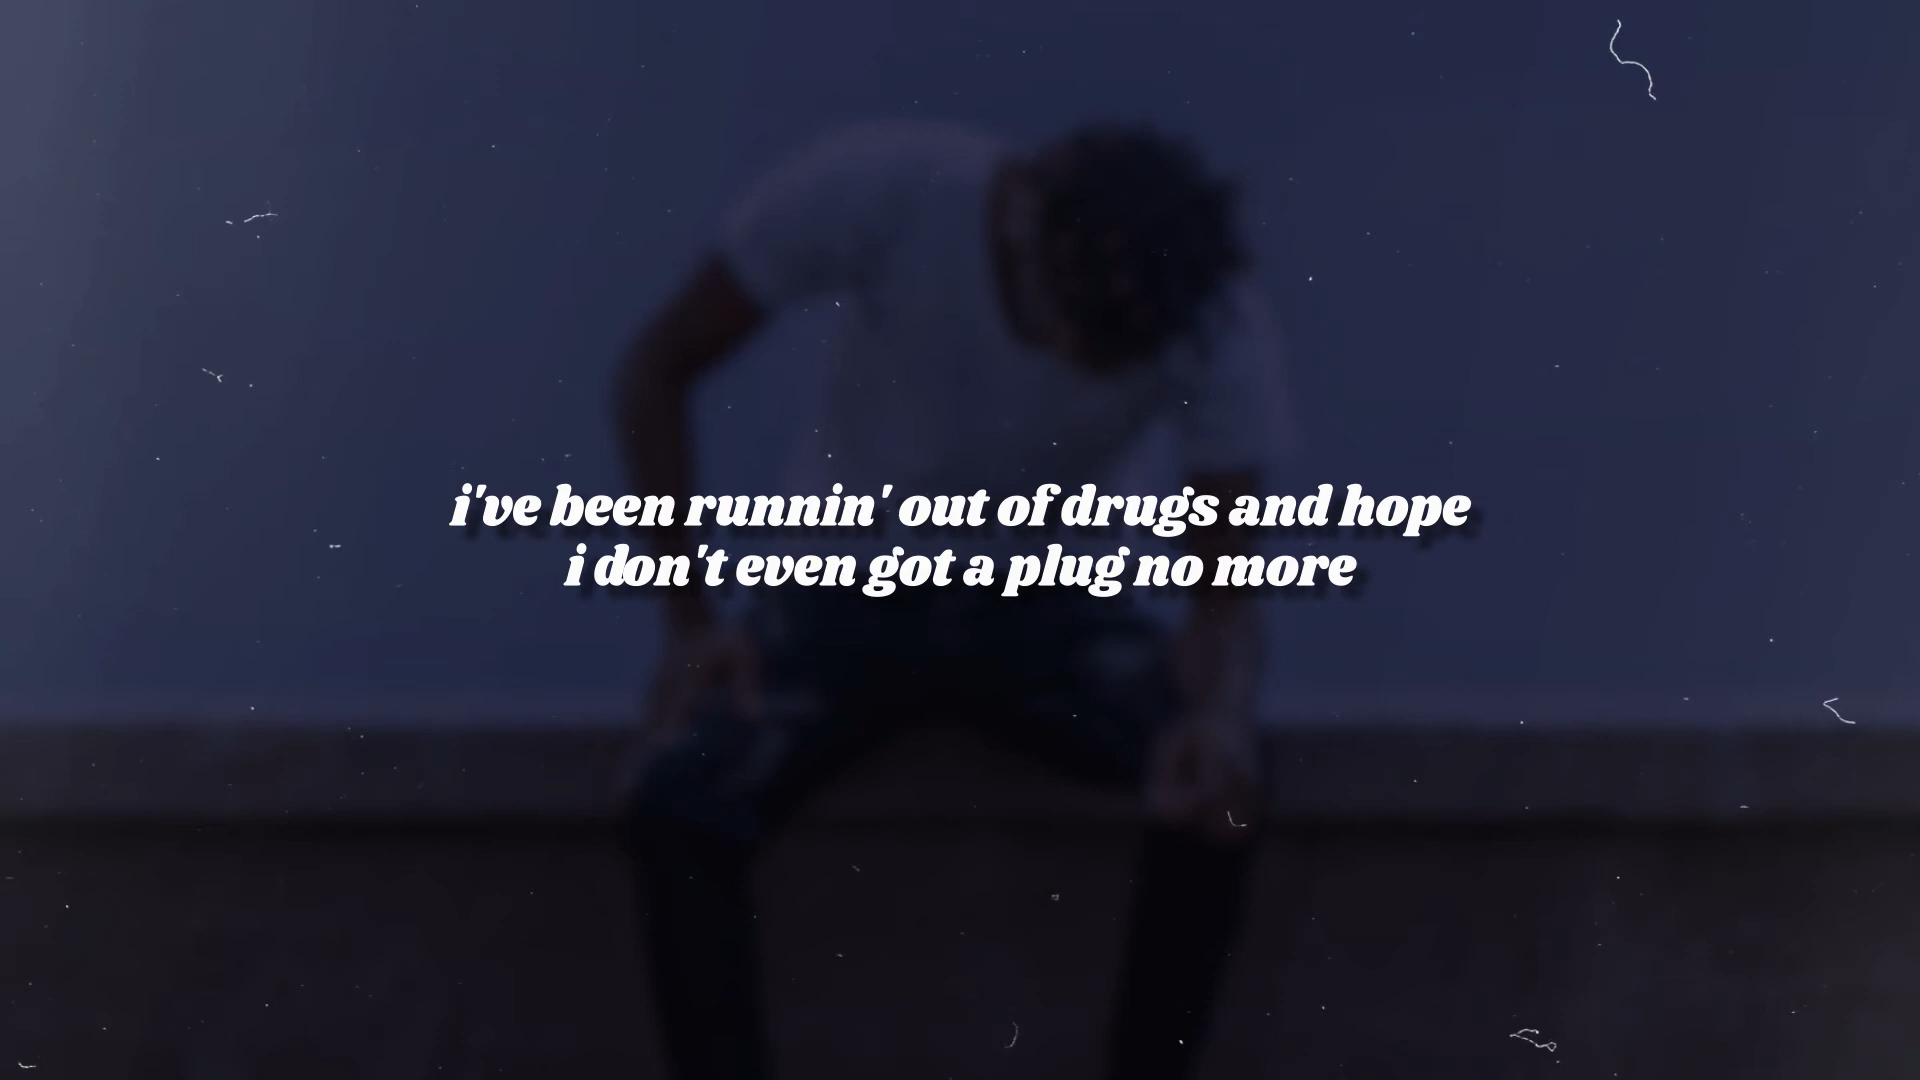 i've been runnin' out of drugs and hope
i don't even got a plug no more